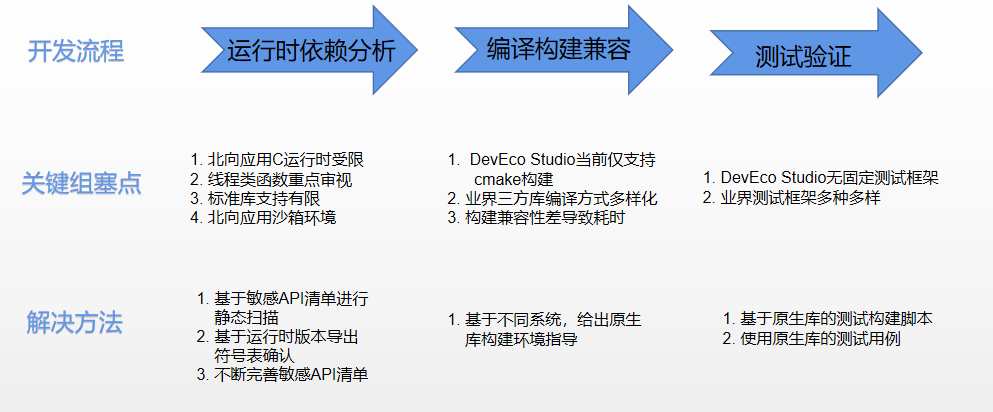 开发流程
运行时依赖分析
编译构建兼容
测试验证
关键组塞点
1. 北向应用C运行时受限
2. 线程类函数重点审视
3. 标准库支持有限
4. 北向应用沙箱环境
1. DevEco Studio当前仅支持
cmake构建
2. 业界三方库编译方式多样化
3. 构建兼容性差导致耗时
1. DevEco Studio无固定测试框架
2. 业界测试框架多种多样
解决方法
1. 基于敏感API清单进行
静态扫描
2. 基于运行时版本导出
符号表确认
3. 不断完善敏感API清单
1. 基于不同系统，给出原生
库构建环境指导
1. 基于原生库的测试构建脚本
2. 使用原生库的测试用例